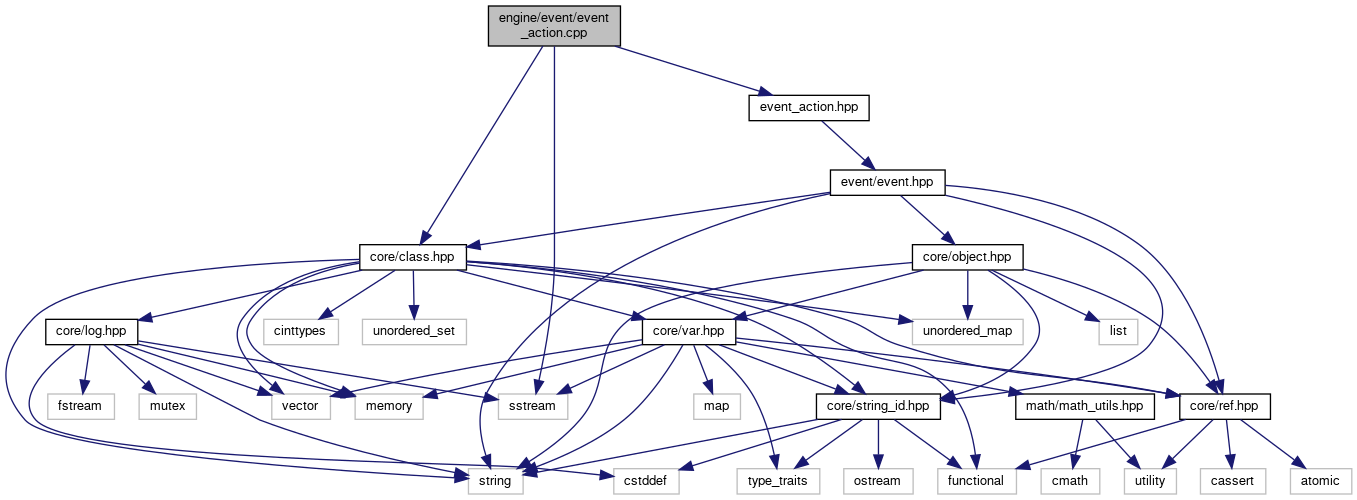 engine/event/event
_action.cpp
event_action.hpp
event/event.hpp
core/class.hpp
core/object.hpp
core/log.hpp
cinttypes
unordered_set
core/var.hpp
unordered_map
list
fstream
mutex
vector
memory
sstream
map
core/string_id.hpp
math/math_utils.hpp
core/ref.hpp
string
cstddef
type_traits
ostream
functional
cmath
utility
cassert
atomic